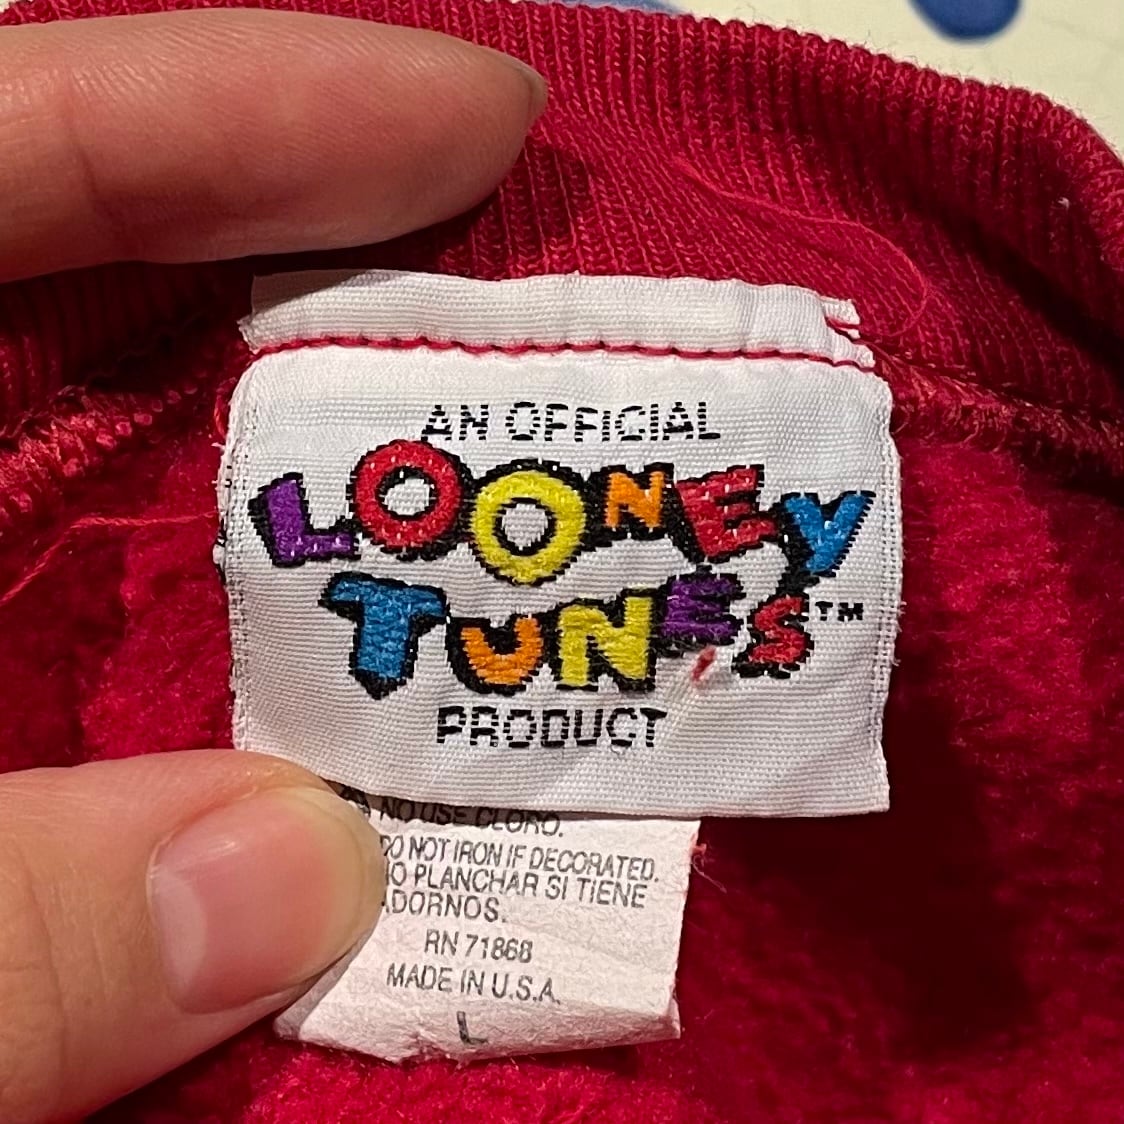 AN OFFICIAL
LOONEY
TUNES™
PRODUCT
NO USE CLORO.
DO NOT IRON IF DECORATED.
NO PLANCHAR SI TIENE
ADORNOS.
RN 71868
MADE IN U.S.A.
L